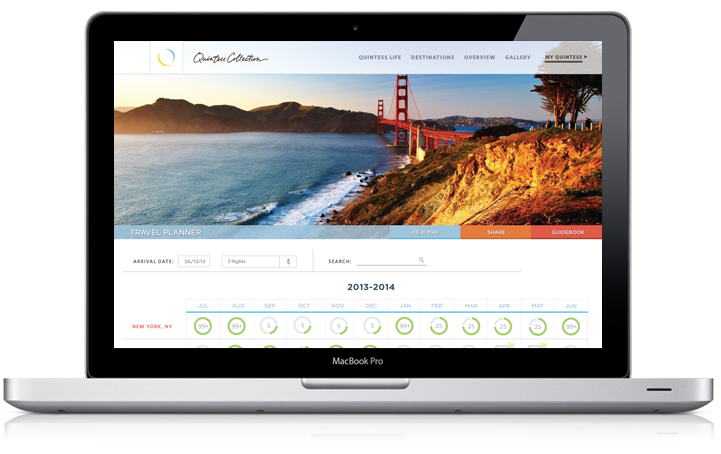 Quintess Collection
QUINTESS LIFE DESTINATIONS OVERVIEW GALLERY MY QUINTESS >
TRAVEL PLANNER VIEW MAP SHARE GUIDEBOOK
ARRIVAL DATE: 06/13/13 3 Nights SEARCH:
2013-2014
JUL AUG SEP OCT NOV DEC JAN FEB MAR APR MAY JUN
NEW YORK, NY 99+ 99+ 5 5 5 5 99+ 25 25 25 25 99+
MacBook Pro